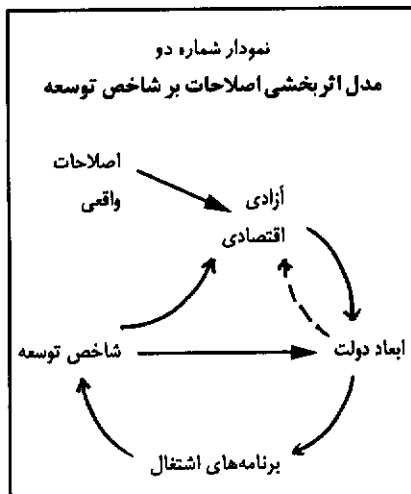 نمودار شماره دو
مدل اثربخشی اصلاحات بر شاخص توسعه
اصلاحات
واقعی
آزادی
اقتصادی
شاخص توسعه
ابعاد دولت
برنامه‌های اشتغال